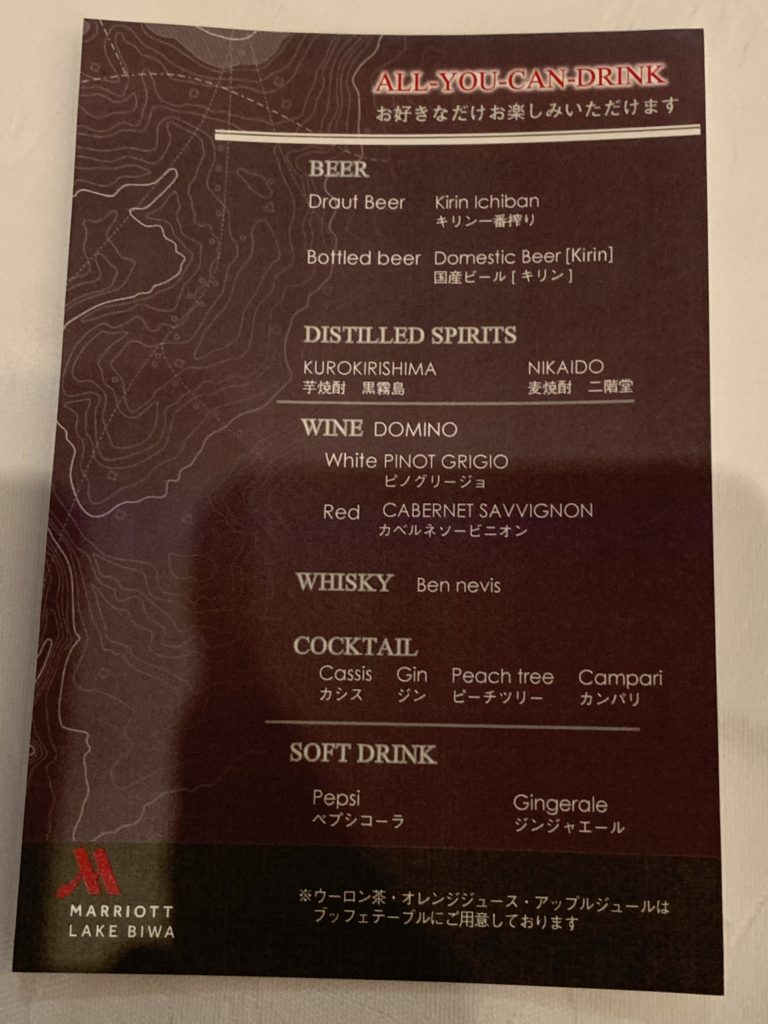 ALL-YOU-CAN-DRINK
お好きなだけお楽しみいただけます
BEER
Draut Beer Kirin Ichiban
キリン一番搾り
Bottled beer Domestic Beer [Kirin]
国産ビール [ キリン ]
DISTILLED SPIRITS
KUROKIRISHIMA NIKAIDO
芋焼酎 黒霧島 麦焼酎 二階堂
WINE DOMINO
White PINOT GRIGIO
ピノグリージョ
Red CABERNET SAVVIGNON
カベルネソービニオン
WHISKY Ben nevis
COCKTAIL
Cassis Gin Peach tree Campari
カシス ジン ピーチツリー カンパリ
SOFT DRINK
Pepsi Gingerale
ペプシコーラ ジンジャエール
※ウーロン茶・オレンジジュース・アップルジュールは
ブッフェテーブルにご用意しております
MARRIOTT
LAKE BIWA